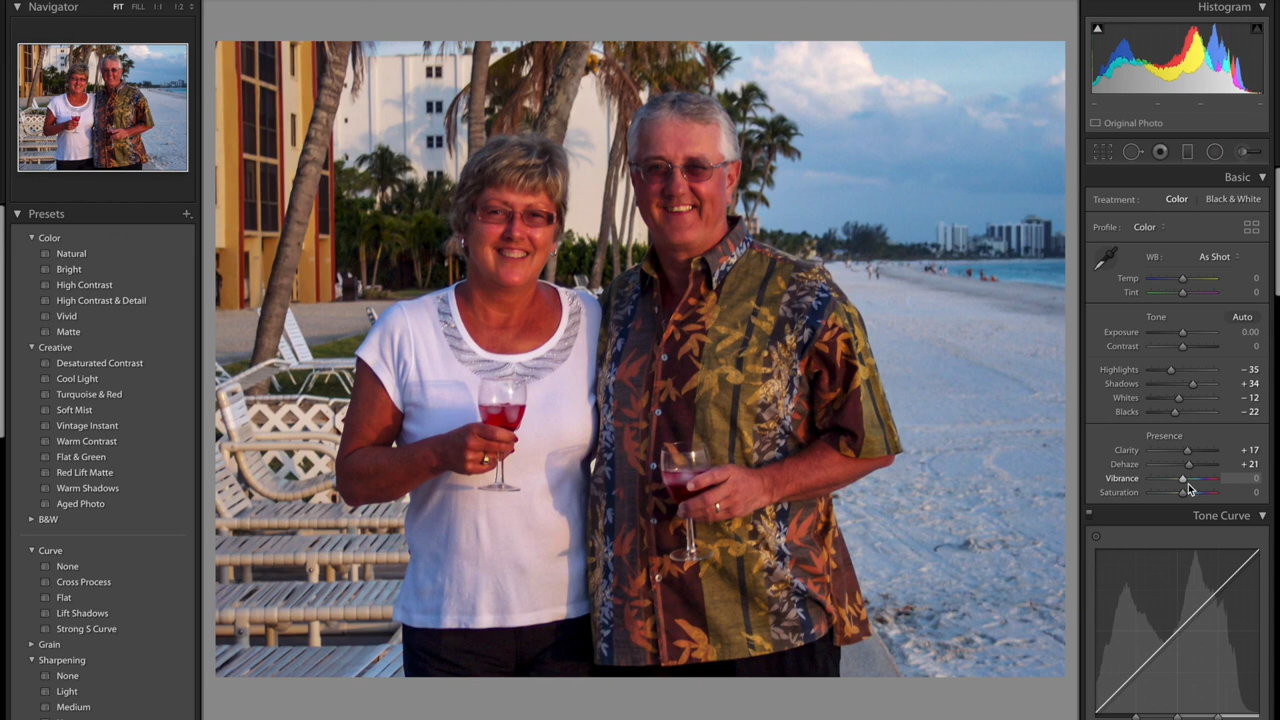 Navigator FIT FILL 1:1 1:2
Presets +
Color
Natural
Bright
High Contrast
High Contrast & Detail
Vivid
Matte
Creative
Desaturated Contrast
Cool Light
Turquoise & Red
Soft Mist
Vintage Instant
Warm Contrast
Flat & Green
Red Lift Matte
Warm Shadows
Aged Photo
B&W
Curve
None
Cross Process
Flat
Lift Shadows
Strong S Curve
Grain
Sharpening
None
Light
Medium
Histogram
Original Photo
Basic
Treatment : Color Black & White
Profile : Color
WB : As Shot
Temp 0
Tint 0
Tone Auto
Exposure 0.00
Contrast 0
Highlights − 35
Shadows + 34
Whites − 12
Blacks − 22
Presence
Clarity + 17
Dehaze + 21
Vibrance 0
Saturation 0
Tone Curve